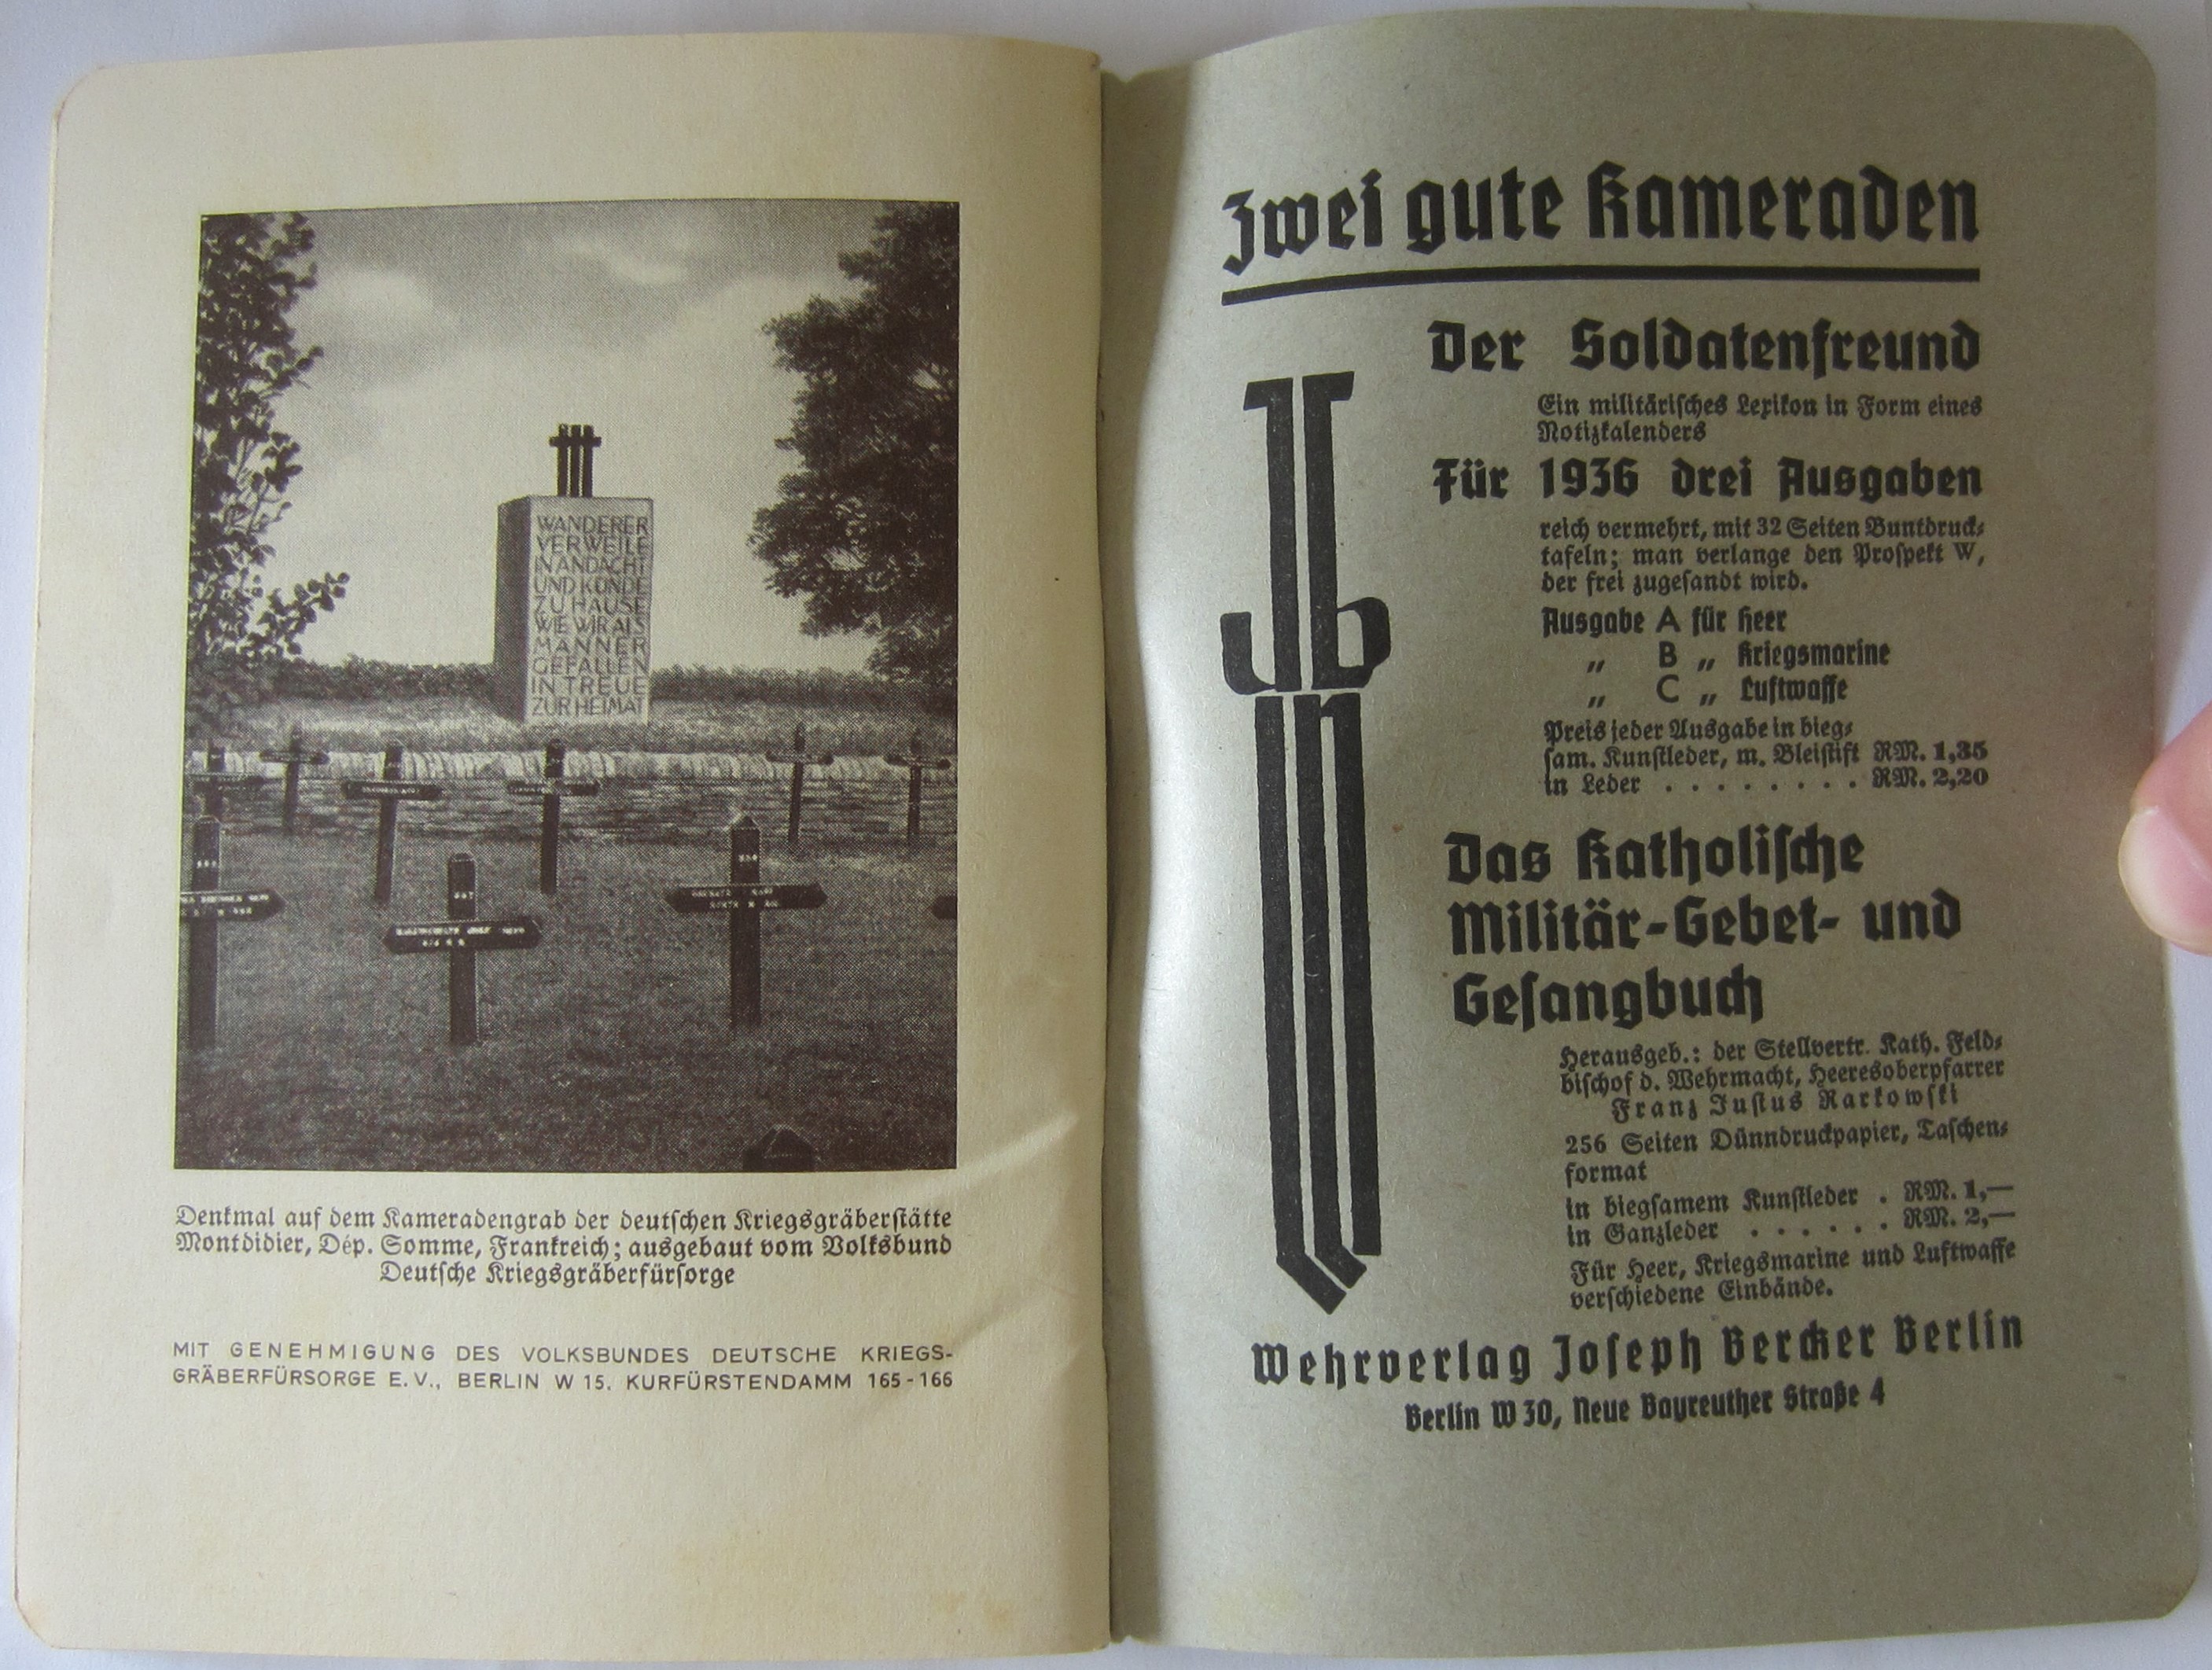 WANDERER
VERWEILE
IN ANDACHT
UND KÜNDE
ZU HAUSE
WIE WIR ALS
MÄNNER
GEFALLEN
IN TREUE
ZUR HEIMAT
Denkmal auf dem Kameradengrab der deutschen Kriegsgräberstätte
Montdidier, Dép. Somme, Frankreich; ausgebaut vom Volksbund
Deutsche Kriegsgräberfürsorge
MIT GENEHMIGUNG DES VOLKSBUNDES DEUTSCHE KRIEGS-
GRÄBERFÜRSORGE E.V., BERLIN W 15. KURFÜRSTENDAMM 165-166
Zwei gute Kameraden
Der Soldatenfreund
Ein militärisches Lexikon in Form eines
Notizkalenders
Für 1936 drei Ausgaben
reich vermehrt, mit 32 Seiten Buntdruck-
tafeln; man verlange den Prospekt W,
der frei zugesandt wird.
Ausgabe A für Heer
„ B „ Kriegsmarine
„ C „ Luftwaffe
Preis jeder Ausgabe in bieg-
sam. Kunstleder, m. Bleistift RM. 1,35
in Leder . . . . . . . . RM. 2,20
Das Katholische
Militär-Gebet- und
Gesangbuch
Herausgeb.: der Stellvertr. Kath. Feld-
bischof d. Wehrmacht, Heeresoberpfarrer
Franz Justus Rarkowski
256 Seiten Dünndruckpapier, Taschen-
format
in biegsamem Kunstleder . RM. 1,—
in Ganzleder . . . . . . RM. 2,—
Für Heer, Kriegsmarine und Luftwaffe
verschiedene Einbände.
Jb
Wehrverlag Joseph Bercker Berlin
Berlin W 30, Neue Bayreuther Straße 4